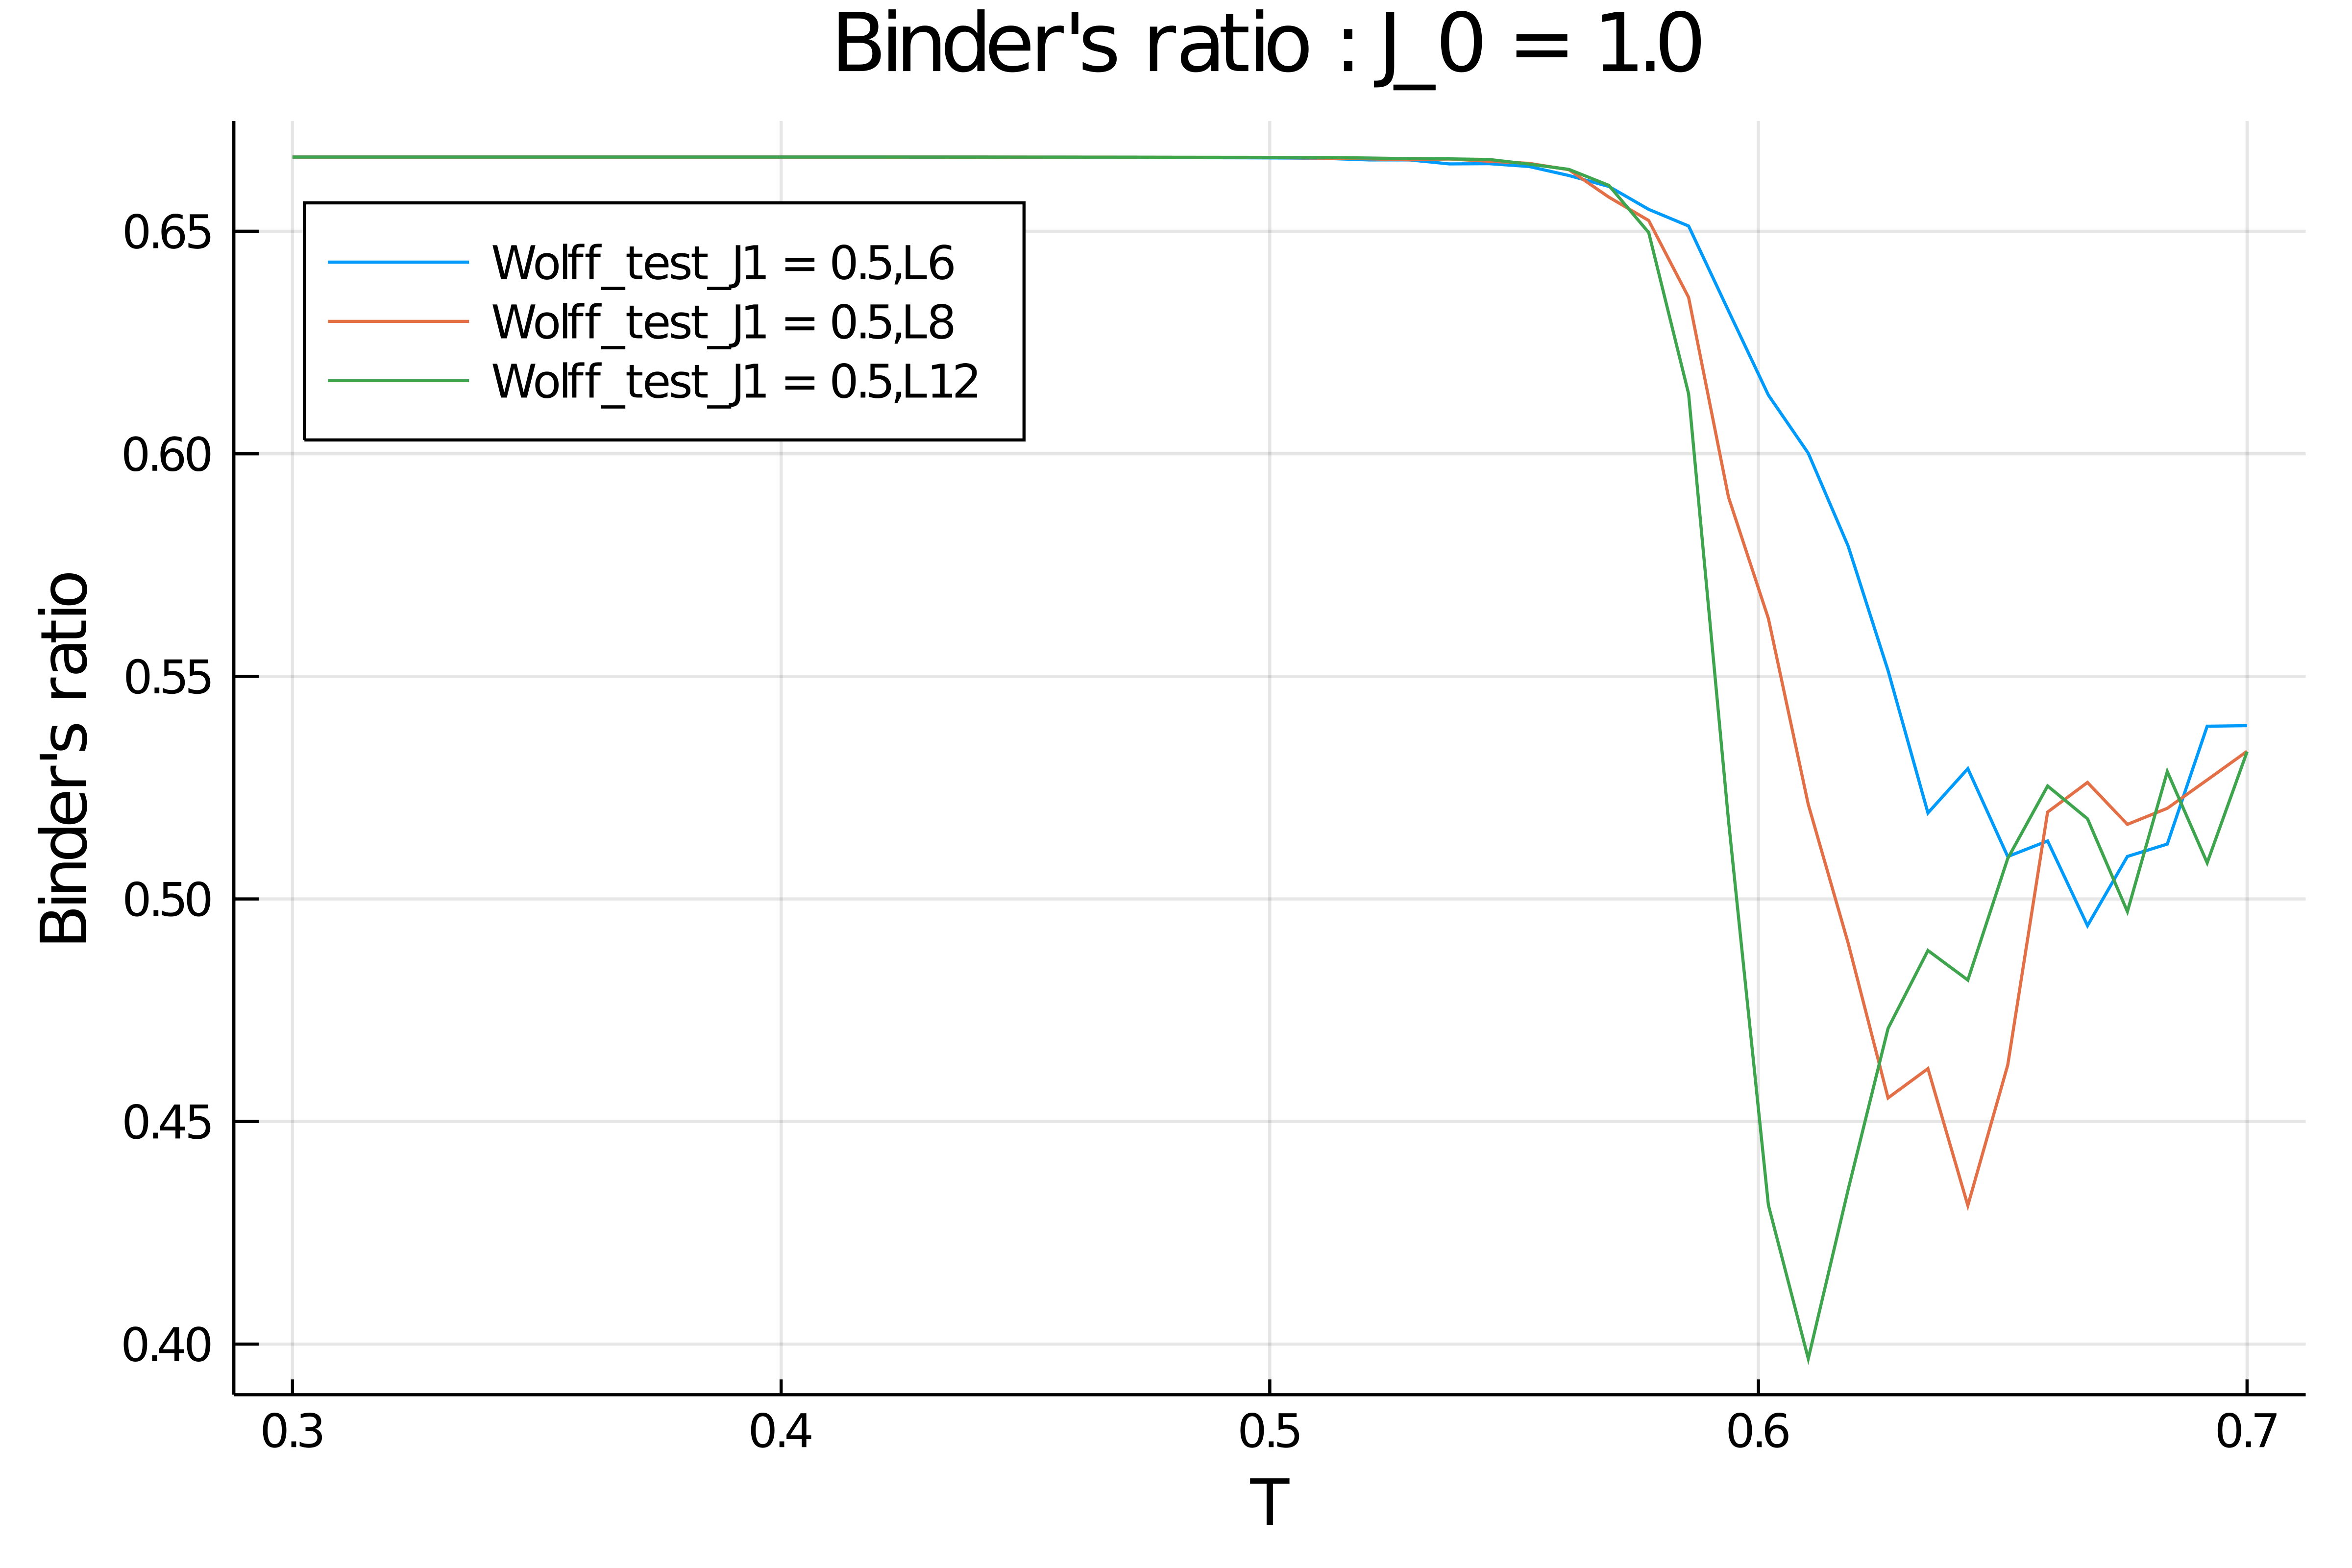 Binder's ratio : J_0 = 1.0
Wolff_test_J1 = 0.5,L6
Wolff_test_J1 = 0.5,L8
Wolff_test_J1 = 0.5,L12
Binder's ratio
0.65
0.60
0.55
0.50
0.45
0.40
0.3 0.4 0.5 0.6 0.7
T